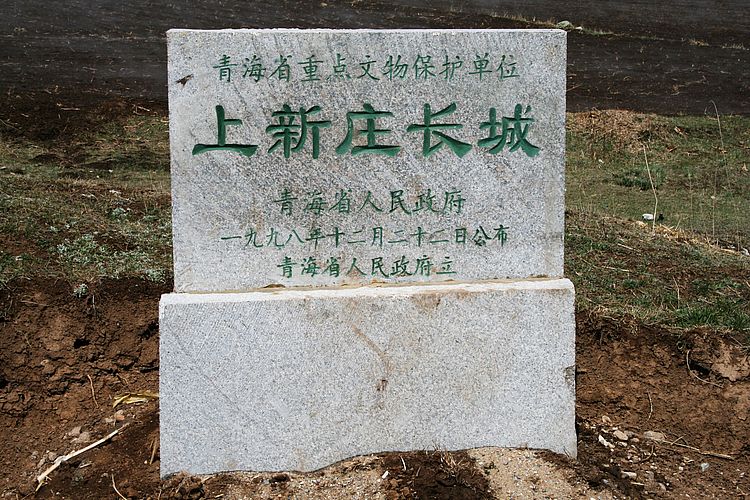 青海省重点文物保护单位
上新庄长城
青海省人民政府
一九九八年十二月二十二日公布
青海省人民政府立